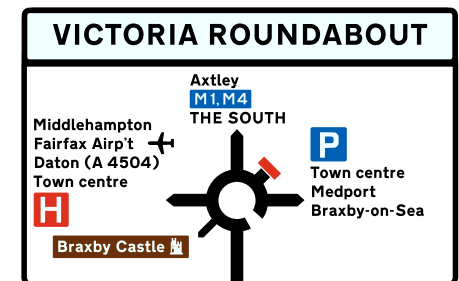 VICTORIA ROUNDABOUT
Axtley
M1, M4
THE SOUTH
Middlehampton
Fairfax Airp't
Daton (A 4504)
Town centre
H
P
Town centre
Medport
Braxby-on-Sea
Braxby Castle